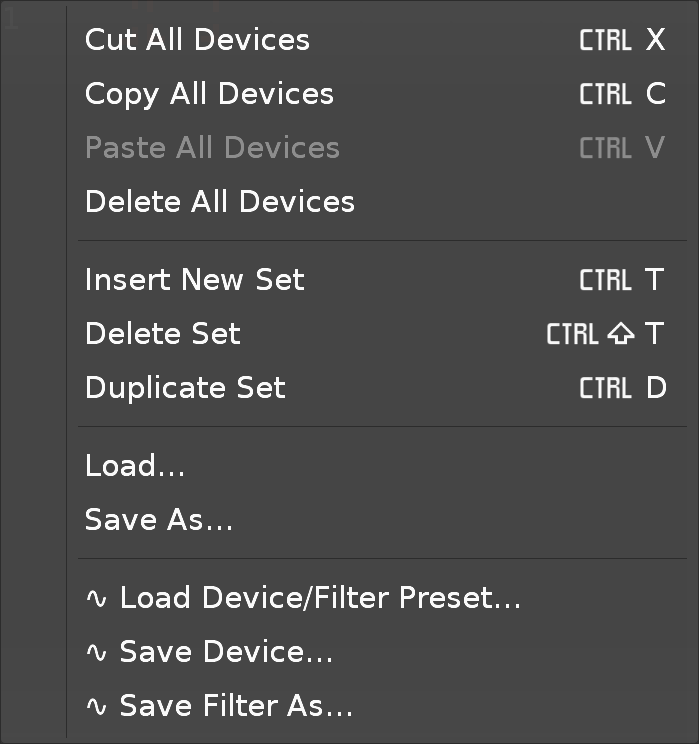 Cut All Devices CTRL X
Copy All Devices CTRL C
Paste All Devices CTRL V
Delete All Devices
Insert New Set CTRL T
Delete Set CTRL ⇧ T
Duplicate Set CTRL D
Load...
Save As...
∿ Load Device/Filter Preset...
∿ Save Device...
∿ Save Filter As...